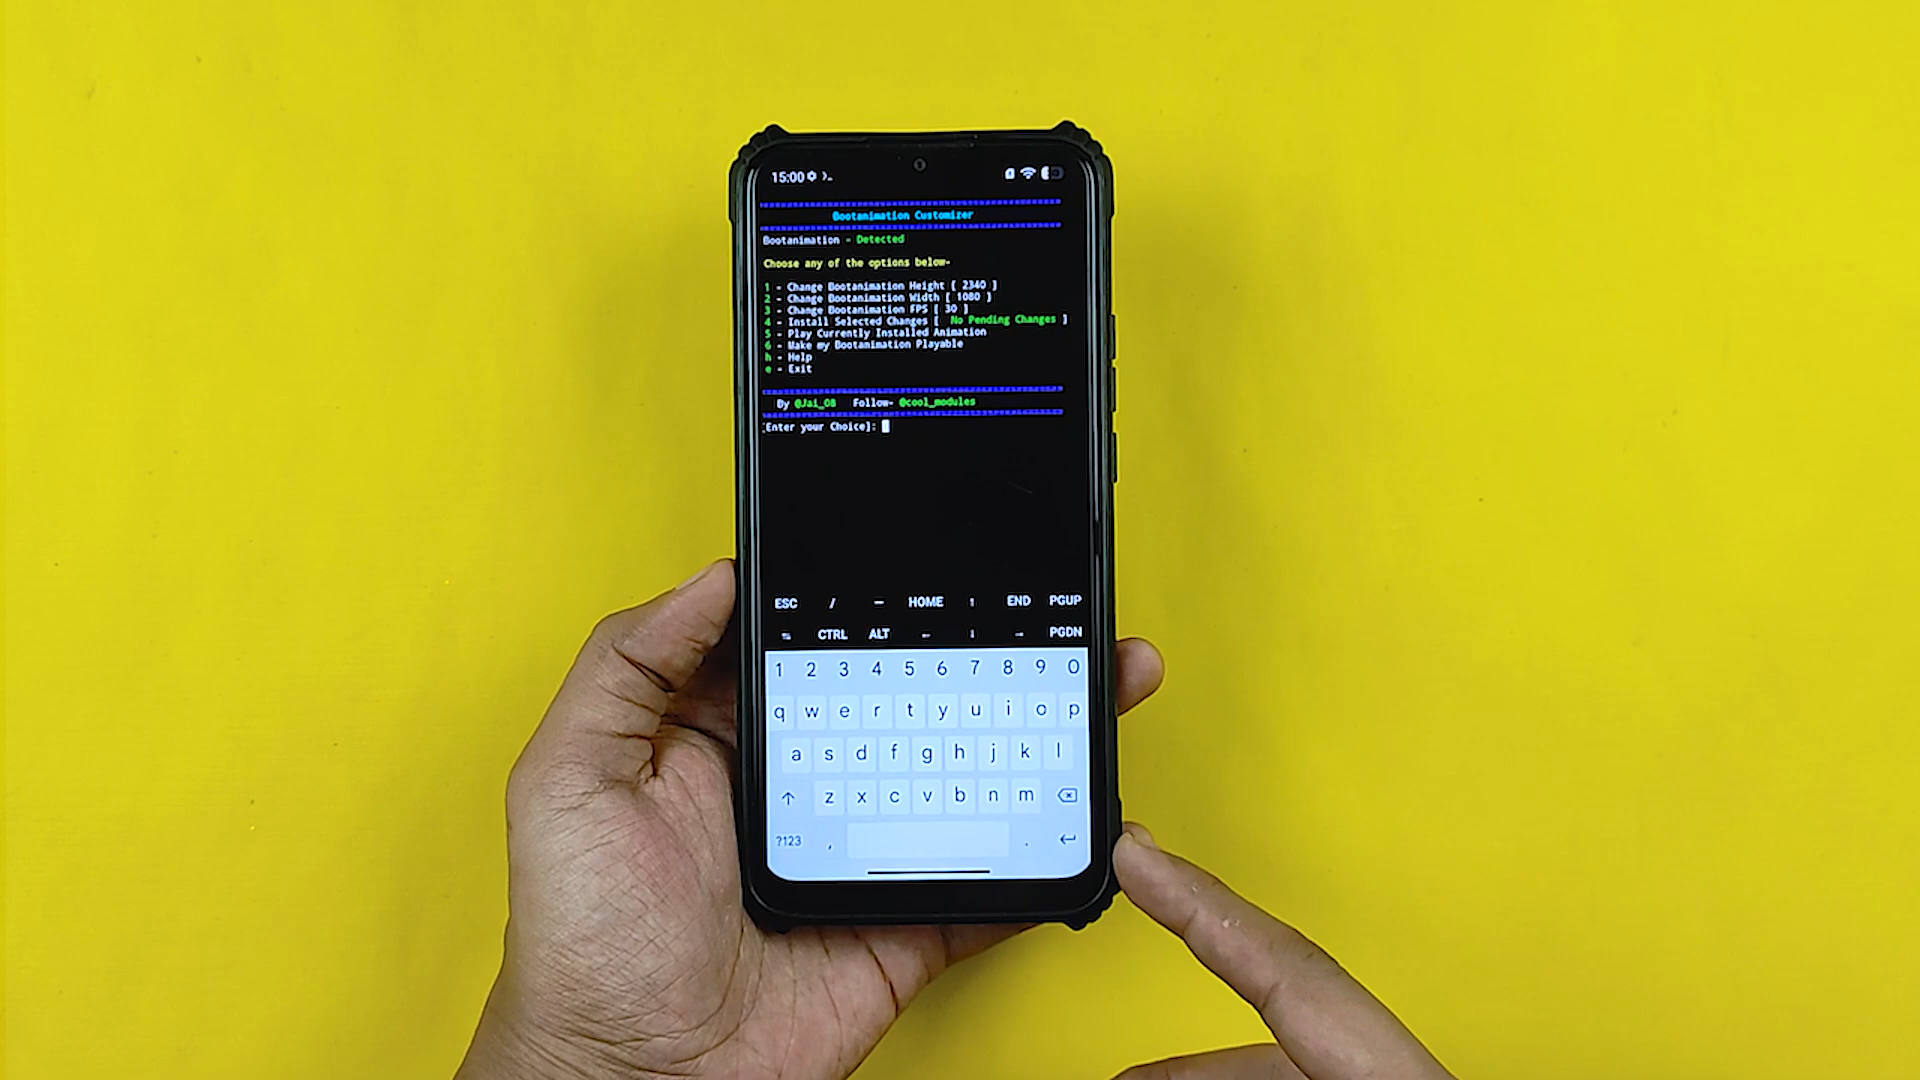 15:00
Bootanimation Customizer
Bootanimation - Detected
Choose any of the options below-
1 - Change Bootanimation Height [ 2340 ]
2 - Change Bootanimation Width [ 1080 ]
3 - Change Bootanimation FPS [ 30 ]
4 - Install Selected Changes [ No Pending Changes ]
5 - Play Currently Installed Animation
6 - Make my Bootanimation Playable
h - Help
e - Exit
By @Jai_08 Follow- @cool_modules
[Enter your Choice]:
ESC / — HOME ↑ END PGUP
⇆ CTRL ALT ← ↓ → PGDN
1 2 3 4 5 6 7 8 9 0
q w e r t y u i o p
a s d f g h j k l
z x c v b n m
?123 , .